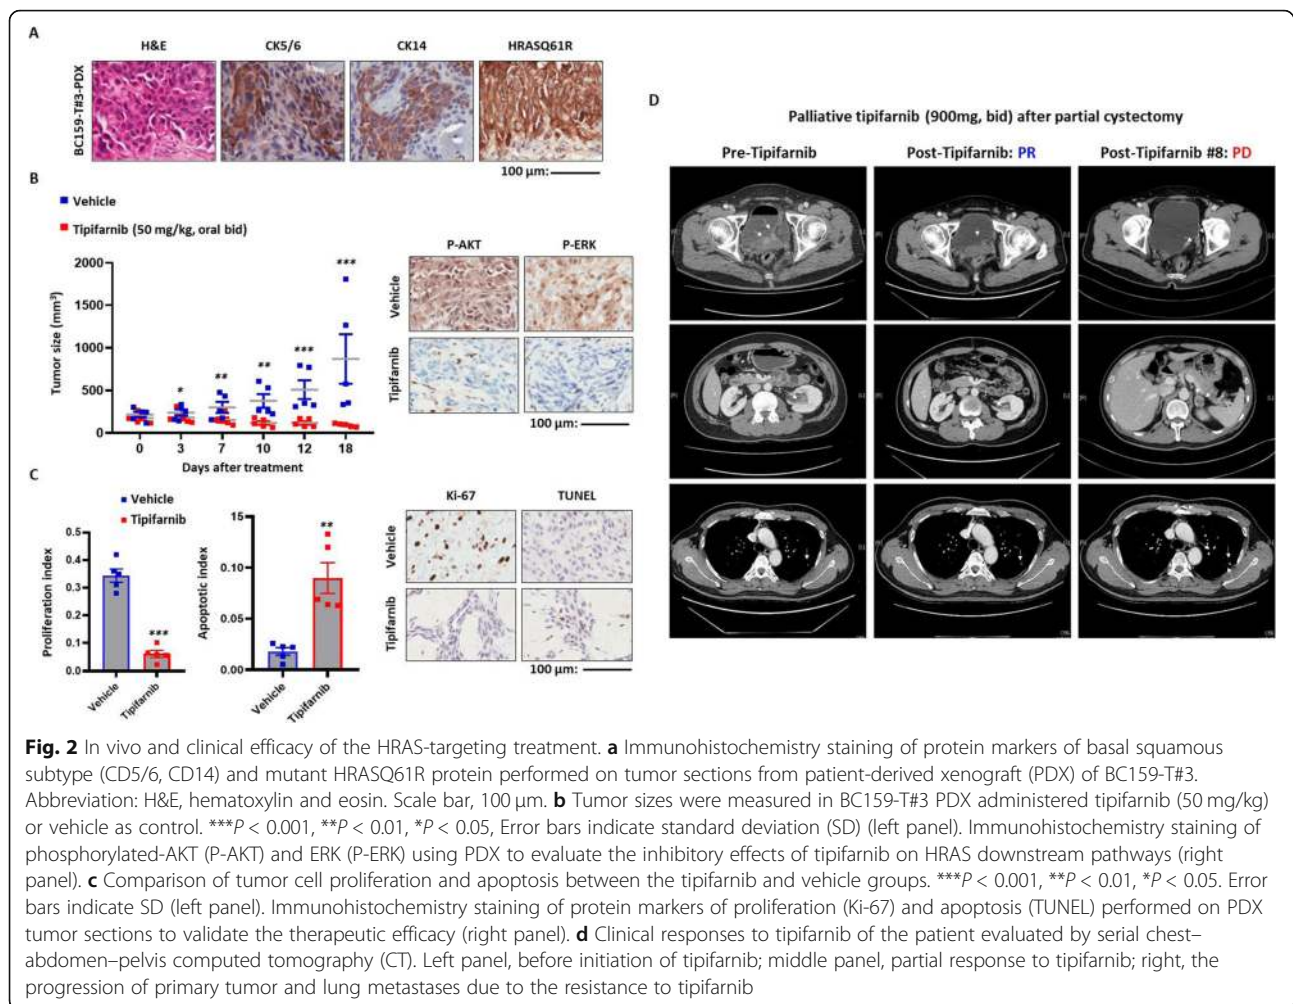 A
H&E
CK5/6
CK14
HRASQ61R
BC159-T#3-PDX
100 µm:
B
Vehicle
Tipifarnib (50 mg/kg, oral bid)
Tumor size (mm³)
2000
1500
1000
500
0
*
**
**
***
***
0
3
7
10
12
18
Days after treatment
P-AKT
P-ERK
Vehicle
Tipifarnib
100 µm:
C
Vehicle
Tipifarnib
Proliferation index
0.5
0.4
0.3
0.2
0.1
0.0
***
Vehicle
Tipifarnib
Apoptotic index
0.15
0.10
0.05
0.00
**
Vehicle
Tipifarnib
Ki-67
TUNEL
Vehicle
Tipifarnib
100 µm:
D
Palliative tipifarnib (900mg, bid) after partial cystectomy
Pre-Tipifarnib
Post-Tipifarnib: PR
Post-Tipifarnib #8: PD
Fig. 2 In vivo and clinical efficacy of the HRAS-targeting treatment. a Immunohistochemistry staining of protein markers of basal squamous
subtype (CD5/6, CD14) and mutant HRASQ61R protein performed on tumor sections from patient-derived xenograft (PDX) of BC159-T#3.
Abbreviation: H&E, hematoxylin and eosin. Scale bar, 100 µm. b Tumor sizes were measured in BC159-T#3 PDX administered tipifarnib (50 mg/kg)
or vehicle as control. ***P < 0.001, **P < 0.01, *P < 0.05, Error bars indicate standard deviation (SD) (left panel). Immunohistochemistry staining of
phosphorylated-AKT (P-AKT) and ERK (P-ERK) using PDX to evaluate the inhibitory effects of tipifarnib on HRAS downstream pathways (right
panel). c Comparison of tumor cell proliferation and apoptosis between the tipifarnib and vehicle groups. ***P < 0.001, **P < 0.01, *P < 0.05. Error
bars indicate SD (left panel). Immunohistochemistry staining of protein markers of proliferation (Ki-67) and apoptosis (TUNEL) performed on PDX
tumor sections to validate the therapeutic efficacy (right panel). d Clinical responses to tipifarnib of the patient evaluated by serial chest–
abdomen–pelvis computed tomography (CT). Left panel, before initiation of tipifarnib; middle panel, partial response to tipifarnib; right, the
progression of primary tumor and lung metastases due to the resistance to tipifarnib